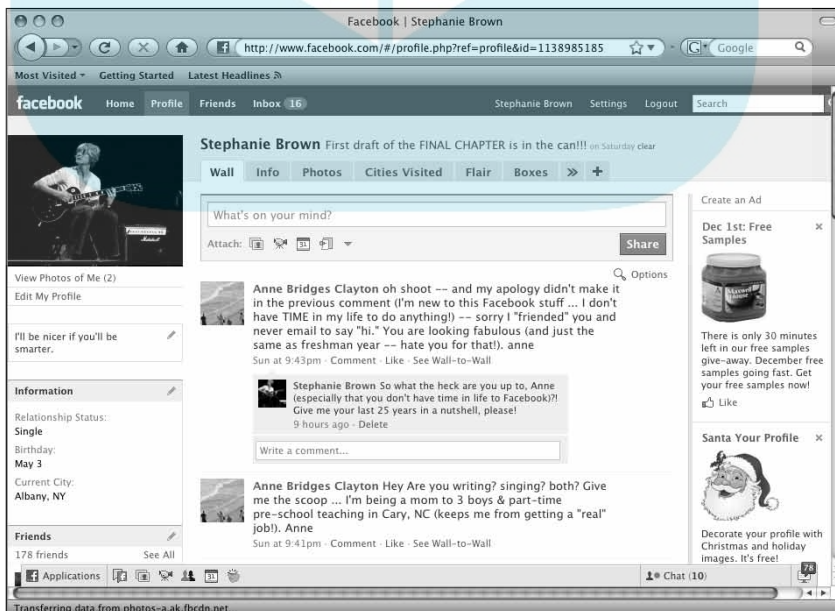 Facebook | Stephanie Brown
http://www.facebook.com/#/profile.php?ref=profile&id=1138985185
Google
Most Visited
Getting Started
Latest Headlines
facebook
Home
Profile
Friends
Inbox 16
Stephanie Brown
Settings
Logout
Search
Stephanie Brown First draft of the FINAL CHAPTER is in the can!!! on Saturday clear
Wall
Info
Photos
Cities Visited
Flair
Boxes
What's on your mind?
Attach:
31
Share
View Photos of Me (2)
Edit My Profile
I'll be nicer if you'll be
smarter.
Information
Relationship Status:
Single
Birthday:
May 3
Current City:
Albany, NY
Friends
178 friends
See All
Options
Anne Bridges Clayton oh shoot -- and my apology didn't make it
in the previous comment (I'm new to this Facebook stuff ... I don't
have TIME in my life to do anything!) -- sorry I "friended" you and
never email to say "hi." You are looking fabulous (and just the
same as freshman year -- hate you for that!). anne
Sun at 9:43pm · Comment · Like · See Wall-to-Wall
Stephanie Brown So what the heck are you up to, Anne
(especially that you don't have time in life to Facebook)?!
Give me your last 25 years in a nutshell, please!
9 hours ago · Delete
Write a comment...
Anne Bridges Clayton Hey Are you writing? singing? both? Give
me the scoop ... I'm being a mom to 3 boys & part-time
pre-school teaching in Cary, NC (keeps me from getting a "real"
job!). Anne
Sun at 9:41pm · Comment · Like · See Wall-to-Wall
Create an Ad
Dec 1st: Free
Samples
There is only 30 minutes
left in our free samples
give-away. December free
samples going fast. Get
your free samples now!
Like
Santa Your Profile
Decorate your profile with
Christmas and holiday
images. It's free!
Applications
31
Chat (10)
78
Transferring data from photos-a.ak.fbcdn.net